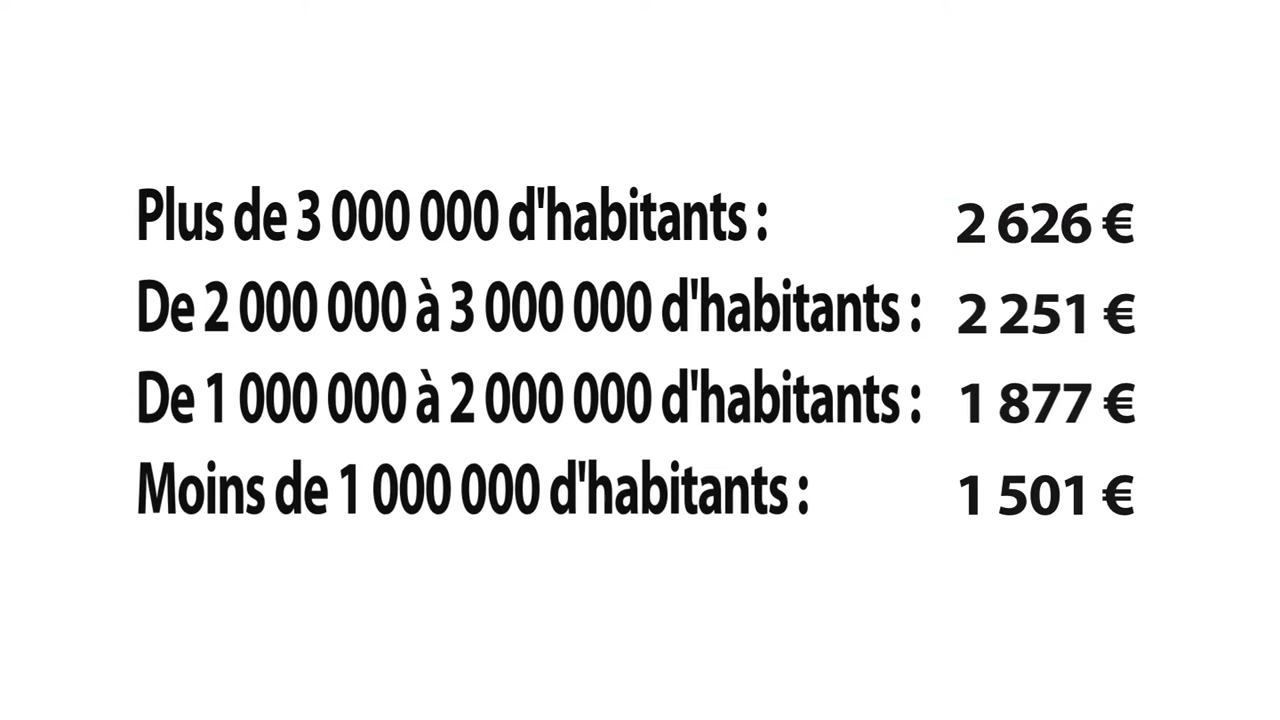 Plus de 3 000 000 d'habitants : 2 626 €
De 2 000 000 à 3 000 000 d'habitants : 2 251 €
De 1 000 000 à 2 000 000 d'habitants : 1 877 €
Moins de 1 000 000 d'habitants : 1 501 €